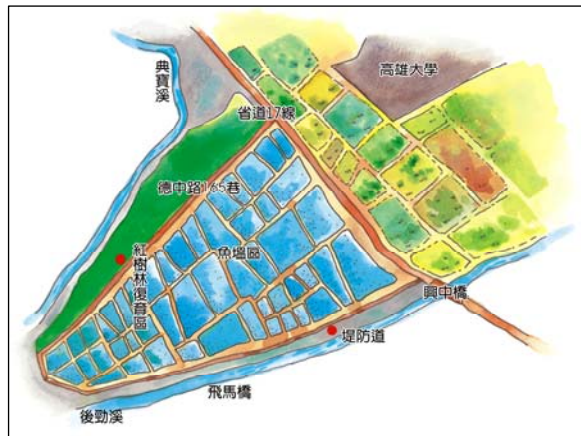 典寶溪
高雄大學
省道17線
德中路165巷
紅樹林復育區
魚塭區
興中橋
堤防道
飛馬橋
後勁溪